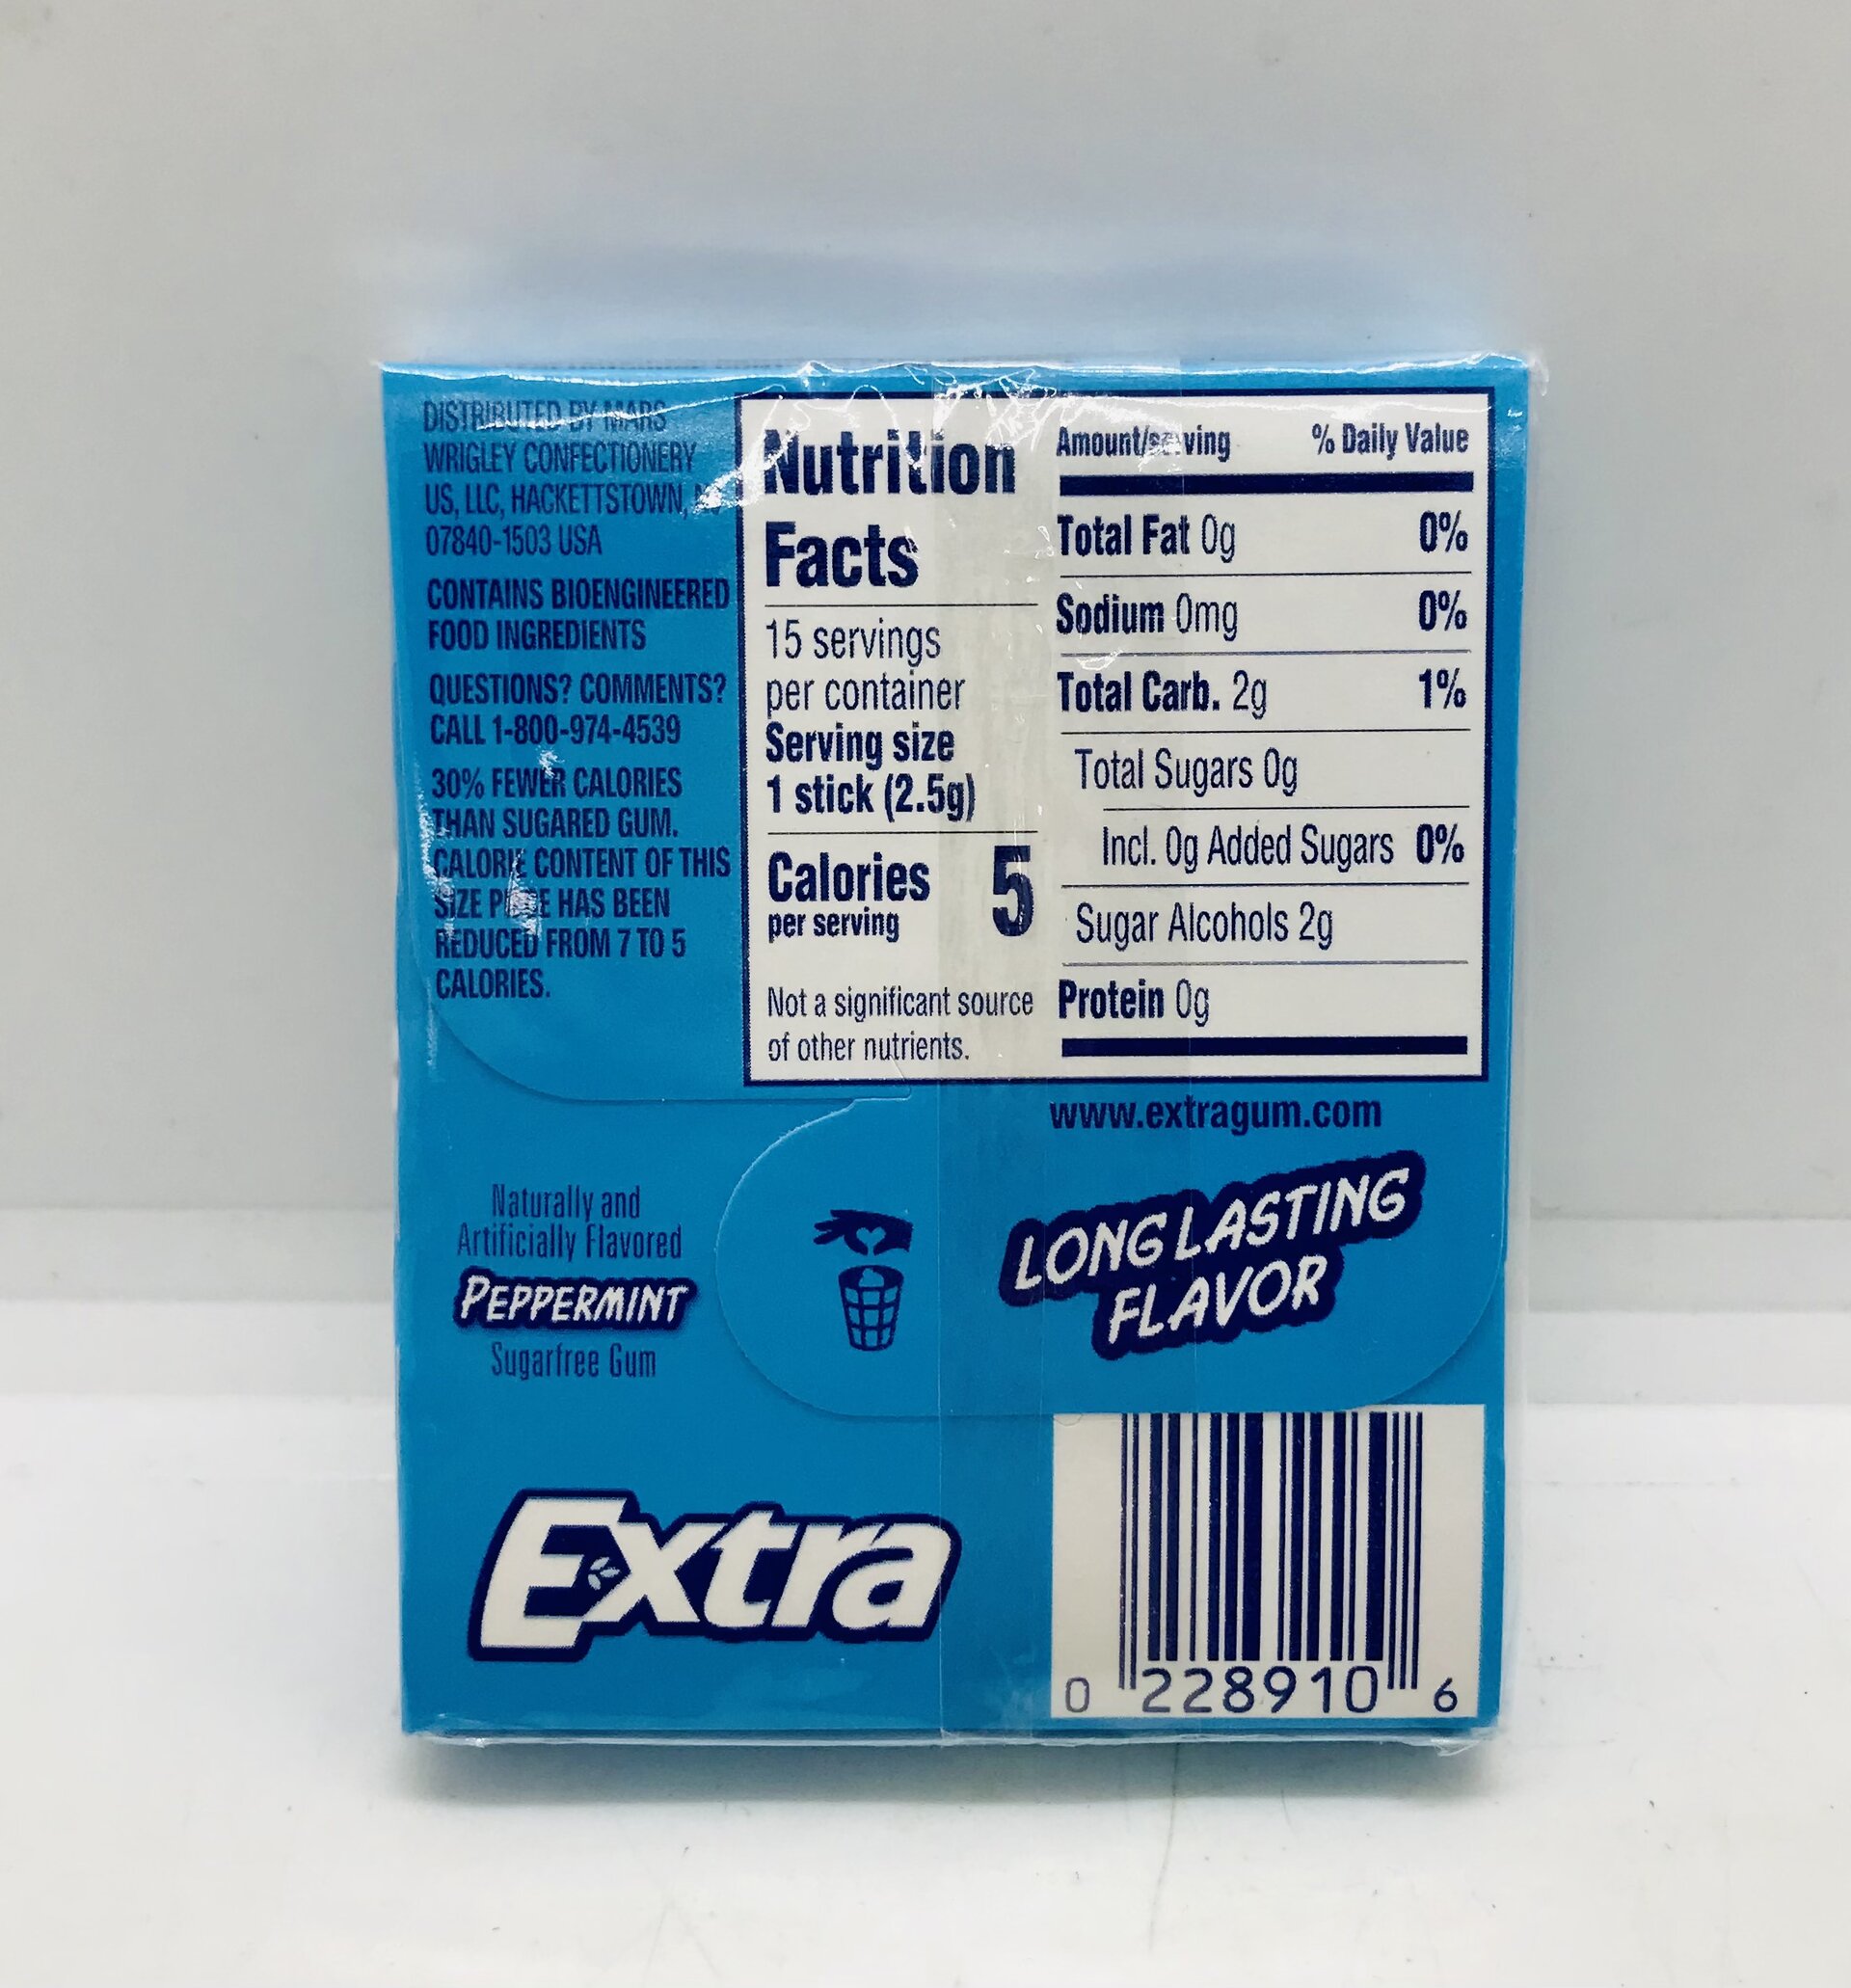 DISTRIBUTED BY MARS
WRIGLEY CONFECTIONERY
US, LLC, HACKETTSTOWN,
07840-1503 USA
CONTAINS BIOENGINEERED
FOOD INGREDIENTS
QUESTIONS? COMMENTS?
CALL 1-800-974-4539
30% FEWER CALORIES
THAN SUGARED GUM.
CALORIE CONTENT OF THIS
SIZE PIECE HAS BEEN
REDUCED FROM 7 TO 5
CALORIES.
Nutrition
Facts
15 servings
per container
Serving size
1 stick (2.5g)
Calories 5
per serving
Not a significant source
of other nutrients.
Amount/serving % Daily Value
Total Fat 0g 0%
Sodium 0mg 0%
Total Carb. 2g 1%
Total Sugars 0g
Incl. 0g Added Sugars 0%
Sugar Alcohols 2g
Protein 0g
www.extragum.com
Naturally and
Artificially Flavored
PEPPERMINT
Sugarfree Gum
LONG LASTING
FLAVOR
Extra
0 228910 6